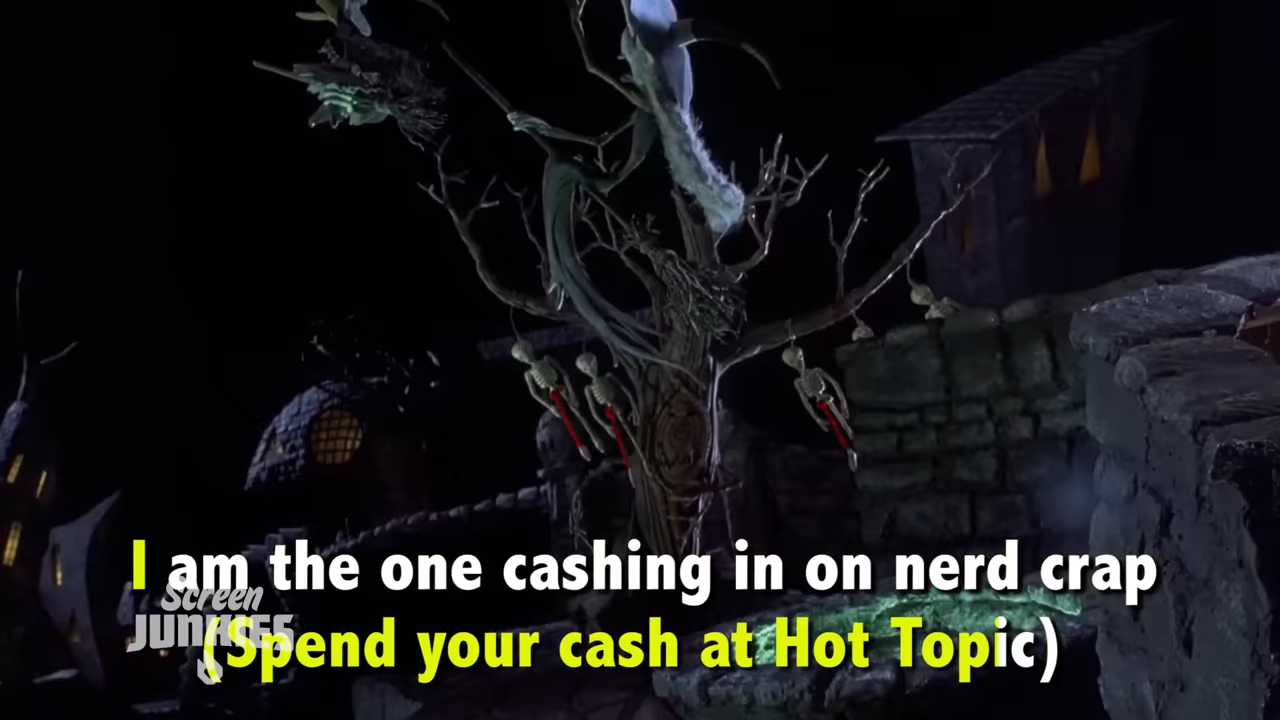 I am the one cashing in on nerd crap
Screen
JUNKIES
(Spend your cash at Hot Topic)